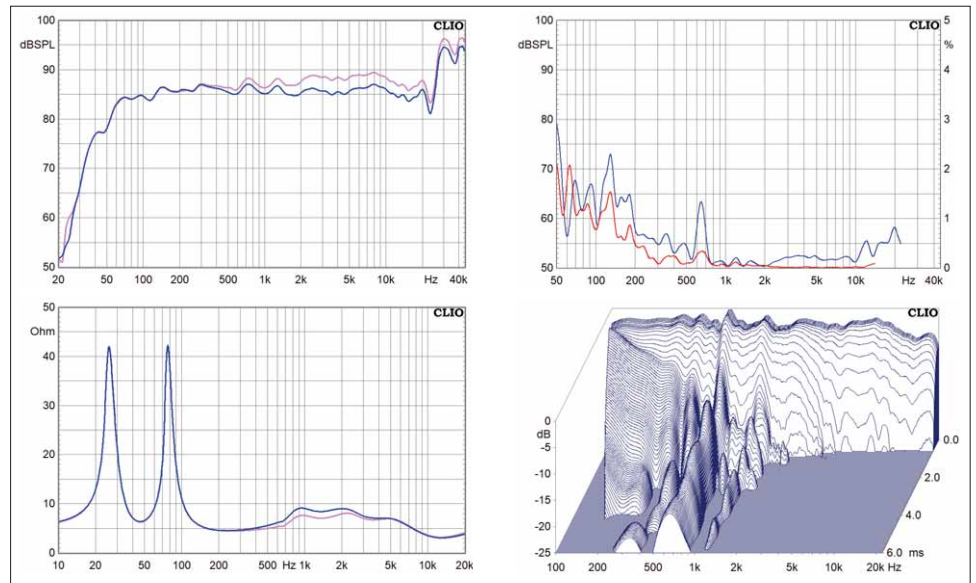 100 CLIO
dBSPL
90
80
70
60
50
20 50 100 200 500 1k 2k 5k 10k Hz 40k
100 CLIO 5
dBSPL %
90 4
80 3
70 2
60 1
50 0
50 100 200 500 1k 2k 5k 10k Hz
50 CLIO
Ohm
40
30
20
10
0
10 20 50 100 200 500 Hz 1k 2k 5k 10k 20k
CLIO
0
dB
-5
-10
-15
-20
-25
0.0
2.0
4.0
6.0 ms
100 200 500 1k 2k 5k 10k 20k Hz